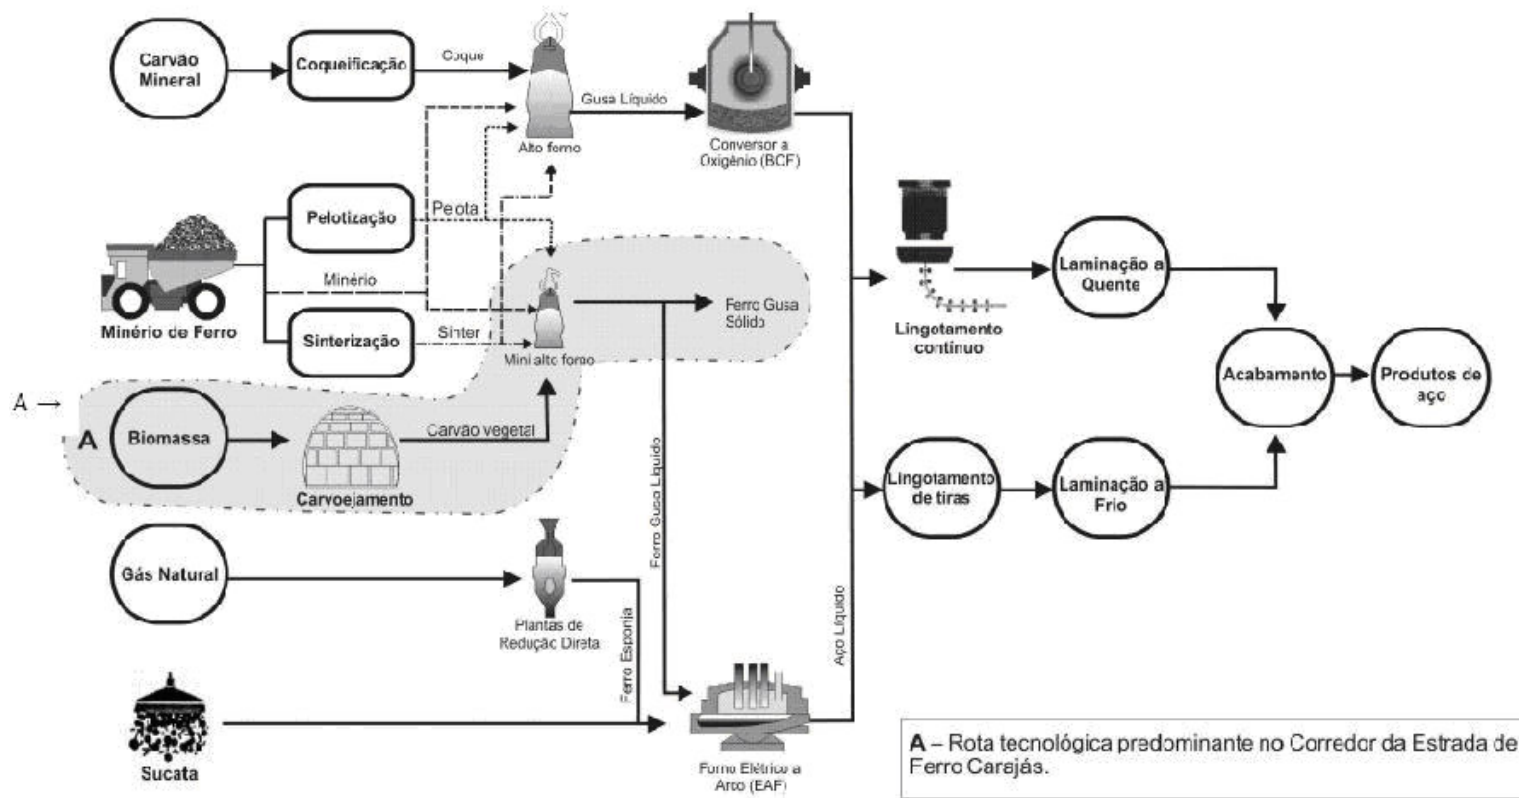 Carvão
Mineral
Coqueificação
Coque
Alto forno
Gusa Líquido
Conversor a
Oxigênio (BCF)
Pelotização
Pelota
Minério
Minério de Ferro
Sinterização
Sinter
Mini alto forno
Ferro Gusa
Sólido
Lingotamento
contínuo
Laminação a
Quente
Acabamento
Produtos de
aço
A →
A
Biomassa
Carvão vegetal
Carvoejamento
Ferro Gusa Líquido
Lingotamento
de tiras
Laminação a
Frio
Gás Natural
Plantas de
Redução Direta
Ferro Esponja
Aço Líquido
Sucata
Forno Elétrico a
Arco (EAF)
A – Rota tecnológica predominante no Corredor da Estrada de
Ferro Carajás.